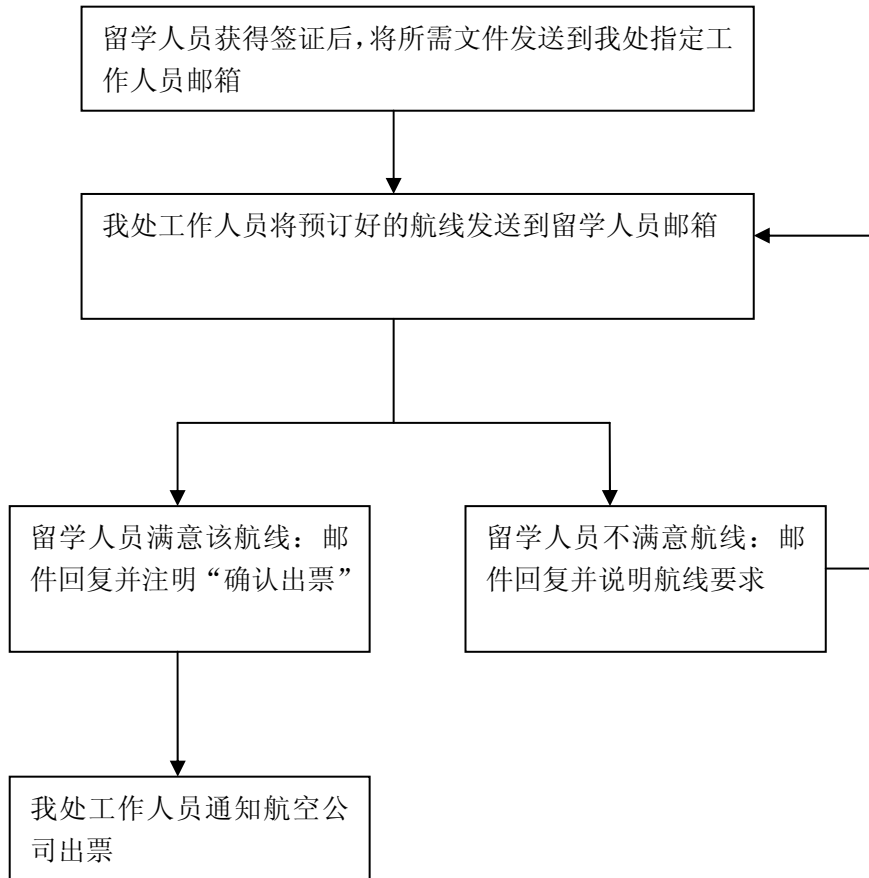 留学人员获得签证后，将所需文件发送到我处指定工
作人员邮箱
我处工作人员将预订好的航线发送到留学人员邮箱
留学人员满意该航线：邮
件回复并注明“确认出票”
留学人员不满意航线：邮
件回复并说明航线要求
我处工作人员通知航空公
司出票